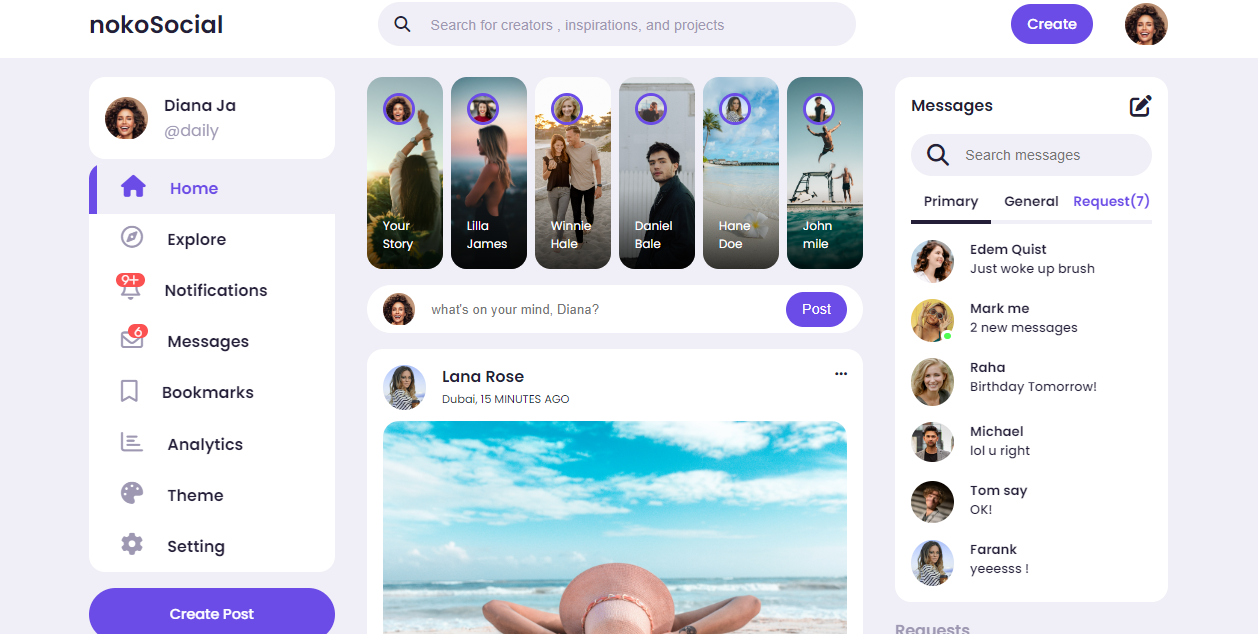 nokoSocial
Search for creators , inspirations, and projects
Create
Diana Ja
@daily
Home
Explore
9+
Notifications
6
Messages
Bookmarks
Analytics
Theme
Setting
Create Post
Your
Story
Lilla
James
Winnie
Hale
Daniel
Bale
Hane
Doe
John
mile
what's on your mind, Diana?
Post
Lana Rose
Dubai, 15 MINUTES AGO
Messages
Search messages
Primary
General
Request(7)
Edem Quist
Just woke up brush
Mark me
2 new messages
Raha
Birthday Tomorrow!
Michael
lol u right
Tom say
OK!
Farank
yeeesss !
Requests